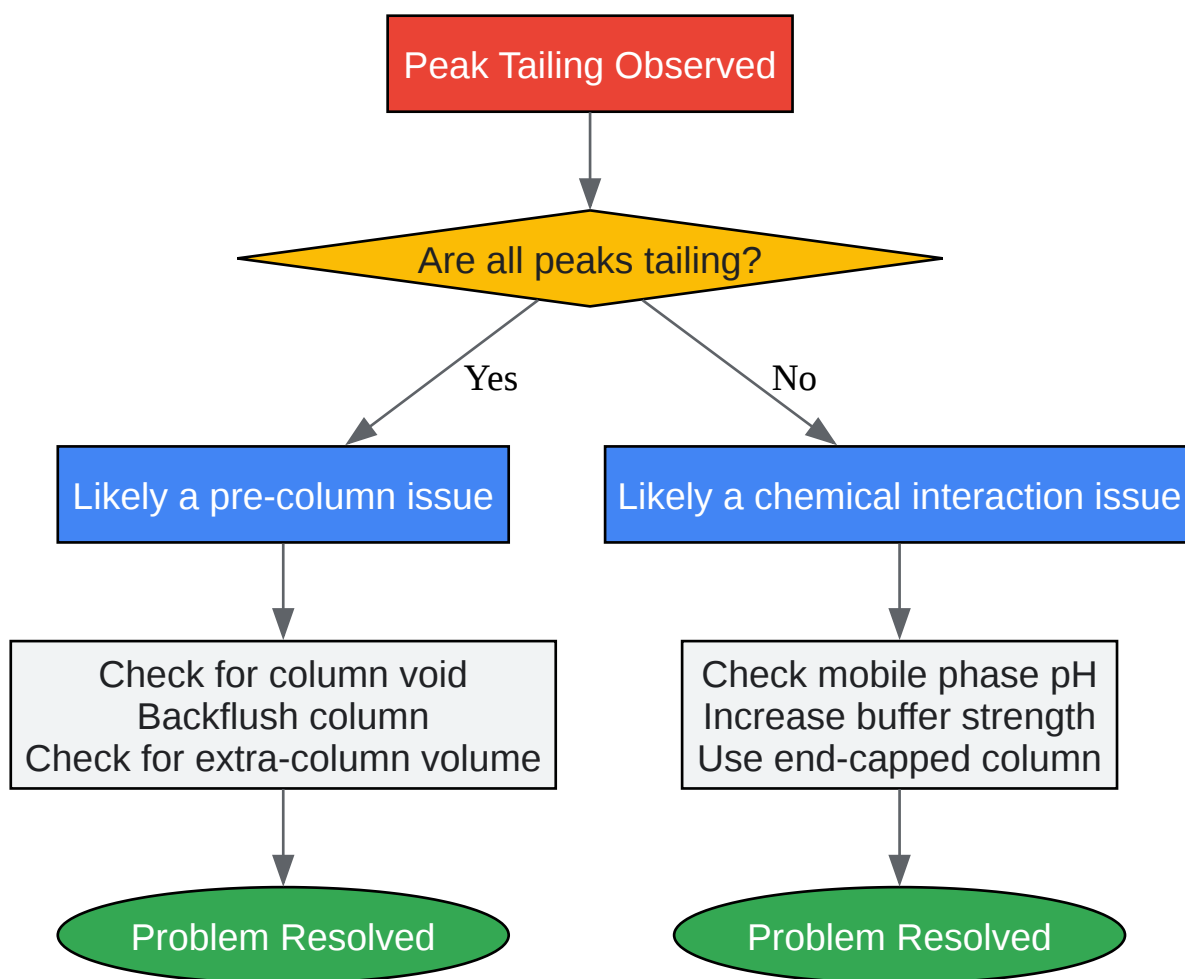 Peak Tailing Observed
Are all peaks tailing?
Yes
No
Likely a pre-column issue
Likely a chemical interaction issue
Check for column void
Backflush column
Check for extra-column volume
Check mobile phase pH
Increase buffer strength
Use end-capped column
Problem Resolved
Problem Resolved